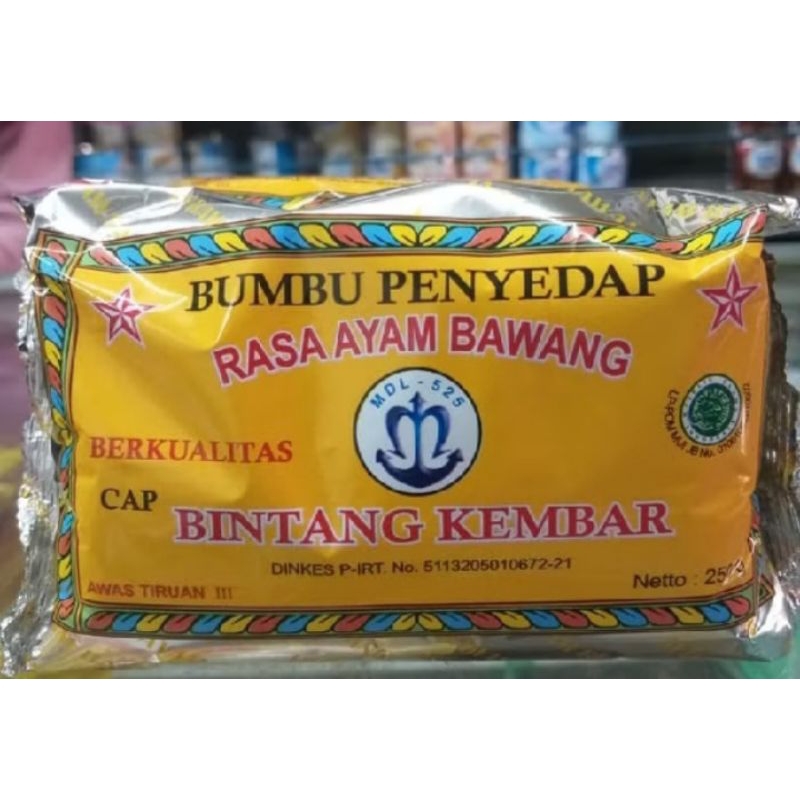 BUMBU PENYEDAP
RASA AYAM BAWANG
MDL - 525
BERKUALITAS
CAP
BINTANG KEMBAR
DINKES P-IRT. No. 5113205010672-21
AWAS TIRUAN !!!
Netto :